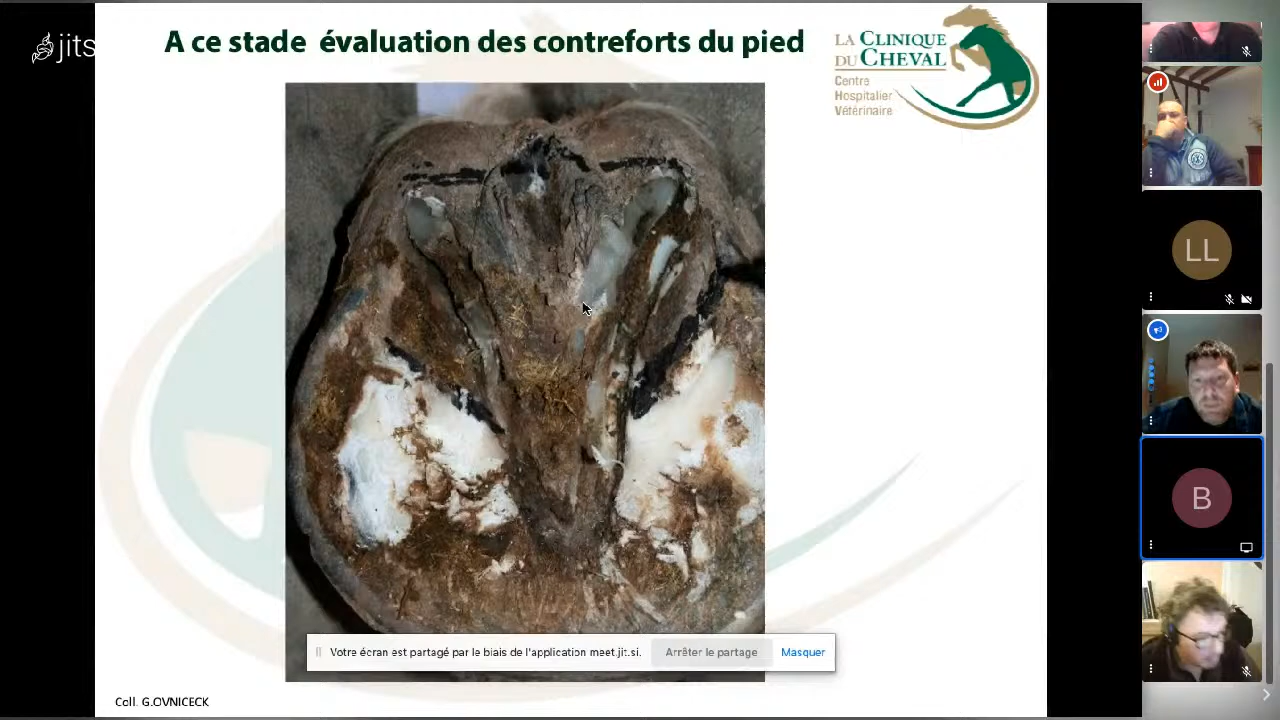 jits
A ce stade évaluation des contreforts du pied
LA CLINIQUE
DU CHEVAL
Centre
Hospitalier
Vétérinaire
LL
B
Votre écran est partagé par le biais de l'application meet.jit.si.
Arrêter le partage
Masquer
Coll. G.OVNICECK